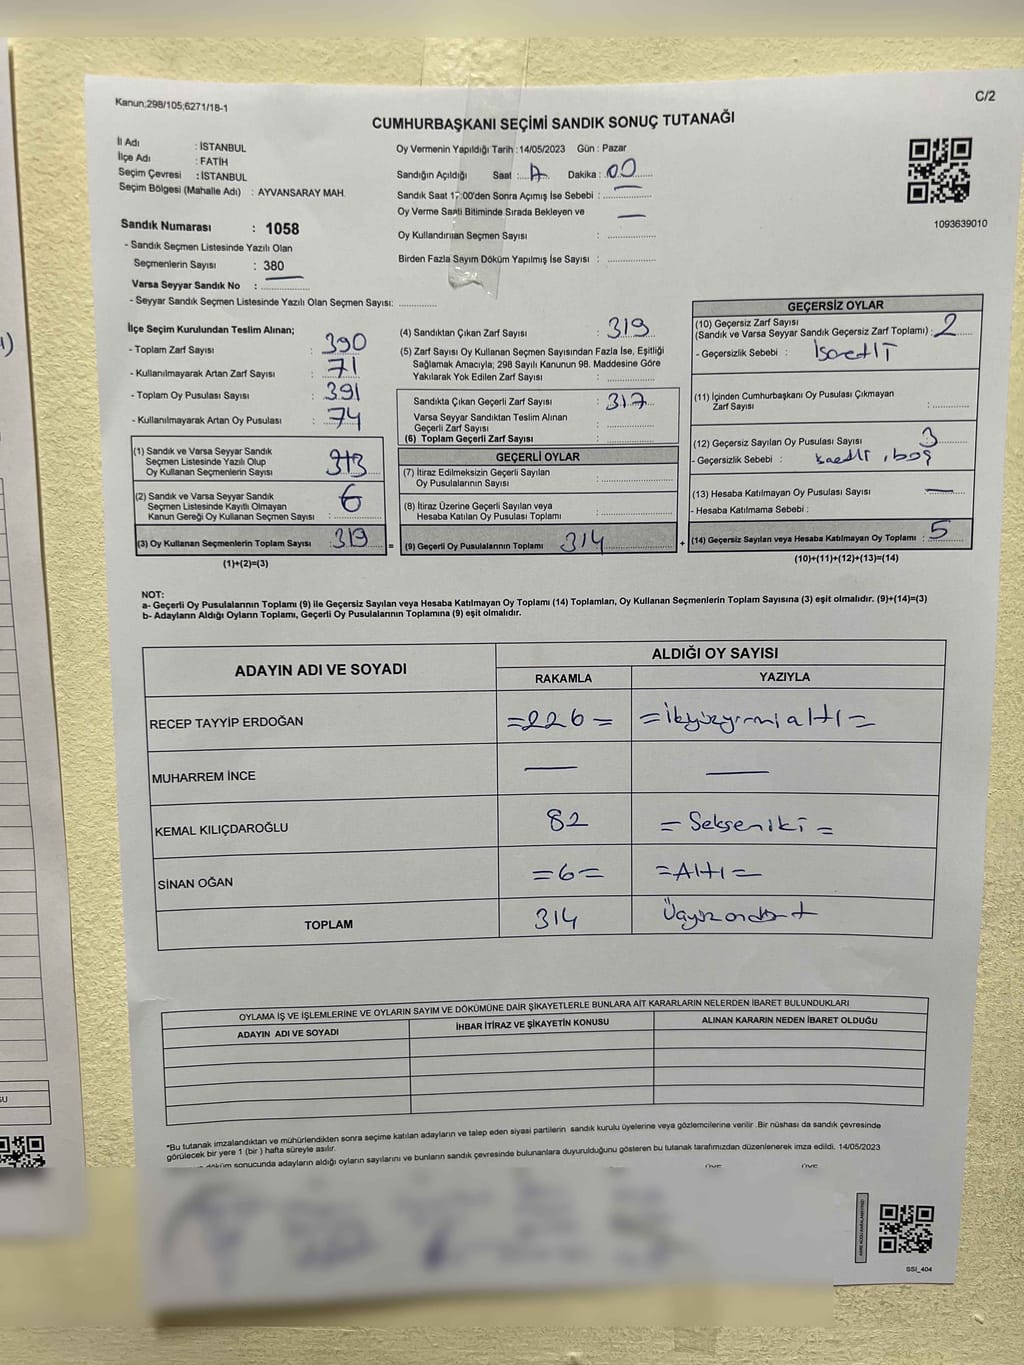 Kanun;298/105;6271/18-1
C/2
CUMHURBAŞKANI SEÇİMİ SANDIK SONUÇ TUTANAĞI
İl Adı : İSTANBUL
İlçe Adı : FATİH
Seçim Çevresi : İSTANBUL
Seçim Bölgesi (Mahalle Adı) : AYVANSARAY MAH.
Sandık Numarası : 1058
- Sandık Seçmen Listesinde Yazılı Olan
Seçmenlerin Sayısı : 380
Varsa Seyyar Sandık No :
- Seyyar Sandık Seçmen Listesinde Yazılı Olan Seçmen Sayısı:
Oy Vermenin Yapıldığı Tarih :14/05/2023 Gün : Pazar
Sandığın Açıldığı Saat : Dakika : 00
Sandık Saat 17:00'den Sonra Açımış İse Sebebi :
Oy Verme Saati Bitiminde Sırada Bekleyen ve
Oy Kullandırılan Seçmen Sayısı :
Birden Fazla Sayım Döküm Yapılmış İse Sayısı :
1093639010
İlçe Seçim Kurulundan Teslim Alınan;
- Toplam Zarf Sayısı : 390
- Kullanılmayarak Artan Zarf Sayısı : 71
- Toplam Oy Pusulası Sayısı : 391
- Kullanılmayarak Artan Oy Pusulası : 74
(1) Sandık ve Varsa Seyyar Sandık
Seçmen Listesinde Yazılı Olup
Oy Kullanan Seçmenlerin Sayısı : 313
(2) Sandık ve Varsa Seyyar Sandık
Seçmen Listesinde Kayıtlı Olmayan
Kanun Gereği Oy Kullanan Seçmen Sayısı : 6
(3) Oy Kullanan Seçmenlerin Toplam Sayısı : 319
(1)+(2)=(3)
(4) Sandıktan Çıkan Zarf Sayısı : 319
(5) Zarf Sayısı Oy Kullanan Seçmen Sayısından Fazla İse, Eşitliği
Sağlamak Amacıyla; 298 Sayılı Kanunun 98. Maddesine Göre
Yakılarak Yok Edilen Zarf Sayısı :
Sandıkta Çıkan Geçerli Zarf Sayısı : 317
Varsa Seyyar Sandıktan Teslim Alınan
Geçerli Zarf Sayısı :
(6) Toplam Geçerli Zarf Sayısı :
GEÇERLİ OYLAR
(7) İtiraz Edilmeksizin Geçerli Sayılan
Oy Pusulalarının Sayısı :
(8) İtiraz Üzerine Geçerli Sayılan veya
Hesaba Katılan Oy Pusulası Toplamı :
= (9) Geçerli Oy Pusulalarının Toplamı 314 +
GEÇERSİZ OYLAR
(10) Geçersiz Zarf Sayısı
(Sandık ve Varsa Seyyar Sandık Geçersiz Zarf Toplamı) : 2
- Geçersizlik Sebebi : İsaretli
(11) İçinden Cumhurbaşkanı Oy Pusulası Çıkmayan
Zarf Sayısı :
(12) Geçersiz Sayılan Oy Pusulası Sayısı : 3
- Geçersizlik Sebebi : , boş
(13) Hesaba Katılmayan Oy Pusulası Sayısı : —
- Hesaba Katılmama Sebebi :
(14) Geçersiz Sayılan veya Hesaba Katılmayan Oy Toplamı : 5
(10)+(11)+(12)+(13)=(14)
NOT:
a- Geçerli Oy Pusulalarının Toplamı (9) ile Geçersiz Sayılan veya Hesaba Katılmayan Oy Toplamı (14) Toplamları, Oy Kullanan Seçmenlerin Toplam Sayısına (3) eşit olmalıdır. (9)+(14)=(3)
b- Adayların Aldığı Oyların Toplamı, Geçerli Oy Pusulalarının Toplamına (9) eşit olmalıdır.
ADAYIN ADI VE SOYADI
ALDIĞI OY SAYISI
RAKAMLA YAZIYLA
RECEP TAYYİP ERDOĞAN =226= =ikiyüzyirmialtı=
MUHARREM İNCE — —
KEMAL KILIÇDAROĞLU 82 =Sekseniki=
SİNAN OĞAN =6= =Altı=
TOPLAM 314 Üçyüzondört
OYLAMA İŞ VE İŞLEMLERİNE VE OYLARIN SAYIM VE DÖKÜMÜNE DAİR ŞİKAYETLERLE BUNLARA AİT KARARLARIN NELERDEN İBARET BULUNDUKLARI
ADAYIN ADI VE SOYADI İHBAR İTİRAZ VE ŞİKAYETİN KONUSU ALINAN KARARIN NEDEN İBARET OLDUĞU
*Bu tutanak imzalandıktan ve mühürlendikten sonra seçime katılan adayların ve talep eden siyasi partilerin sandık kurulu üyelerine veya gözlemcilerine verilir. Bir nüshası da sandık çevresinde
görülecek bir yere 1 (bir) hafta süreyle asılır.
döküm sonucunda adayların aldığı oyların sayılarını ve bunların sandık çevresinde bulunanlara duyurulduğunu gösteren bu tutanak tarafımızdan düzenlenerek imza edildi. 14/05/2023
SSI_404